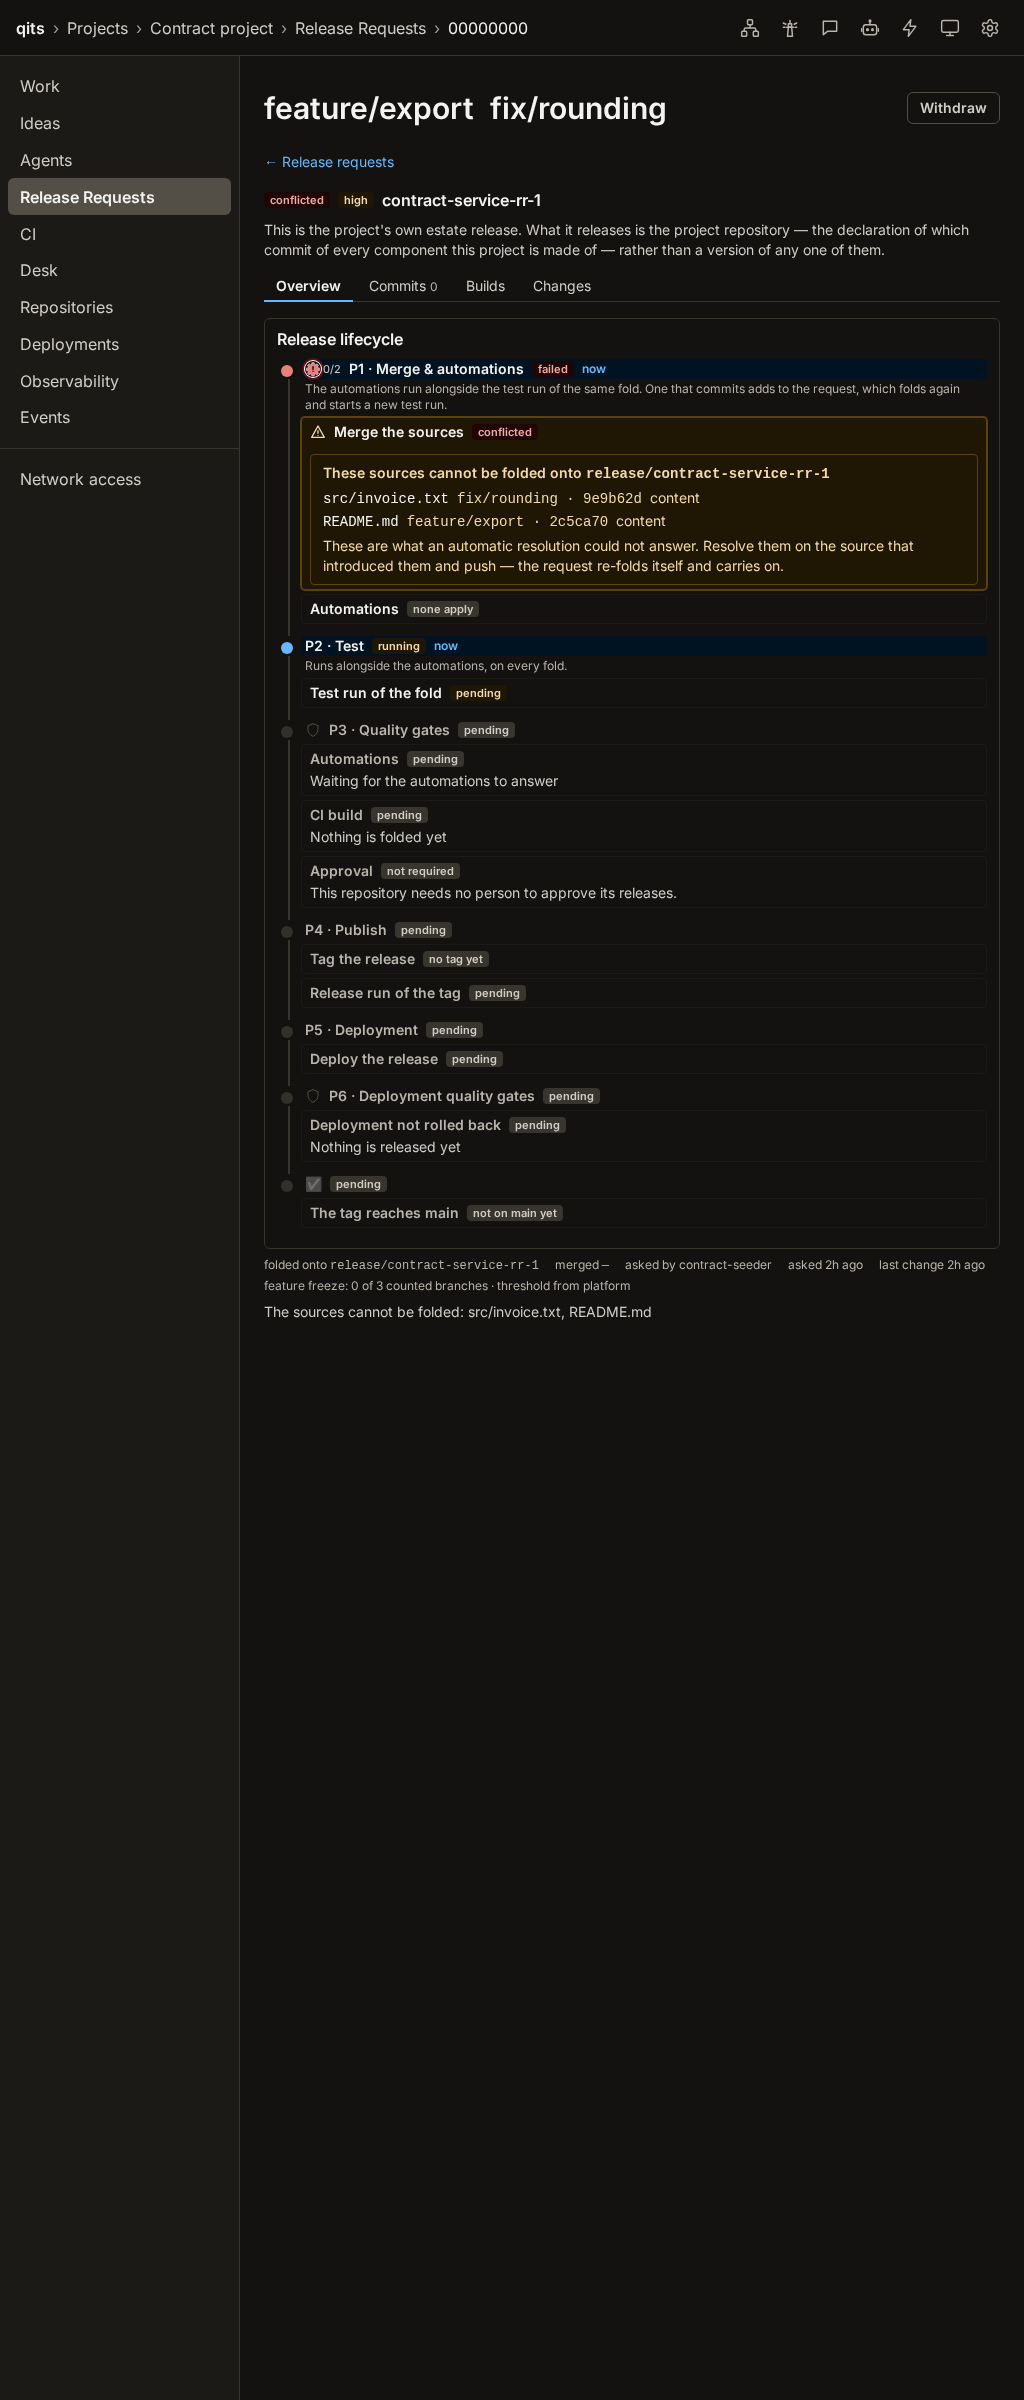 qits › Projects › Contract project › Release Requests › 00000000
Work
Ideas
Agents
Release Requests
CI
Desk
Repositories
Deployments
Observability
Events
Network access
feature/export fix/rounding
Withdraw
← Release requests
conflicted high contract-service-rr-1
This is the project's own estate release. What it releases is the project repository — the declaration of which
commit of every component this project is made of — rather than a version of any one of them.
Overview Commits 0 Builds Changes
Release lifecycle
0/2 P1 · Merge & automations failed now
The automations run alongside the test run of the same fold. One that commits adds to the request, which folds again
and starts a new test run.
Merge the sources conflicted
These sources cannot be folded onto release/contract-service-rr-1
src/invoice.txt fix/rounding · 9e9b62d content
README.md feature/export · 2c5ca70 content
These are what an automatic resolution could not answer. Resolve them on the source that
introduced them and push — the request re-folds itself and carries on.
Automations none apply
P2 · Test running now
Runs alongside the automations, on every fold.
Test run of the fold pending
P3 · Quality gates pending
Automations pending
Waiting for the automations to answer
CI build pending
Nothing is folded yet
Approval not required
This repository needs no person to approve its releases.
P4 · Publish pending
Tag the release no tag yet
Release run of the tag pending
P5 · Deployment pending
Deploy the release pending
P6 · Deployment quality gates pending
Deployment not rolled back pending
Nothing is released yet
✅ pending
The tag reaches main not on main yet
folded onto release/contract-service-rr-1 merged — asked by contract-seeder asked 2h ago last change 2h ago
feature freeze: 0 of 3 counted branches · threshold from platform
The sources cannot be folded: src/invoice.txt, README.md